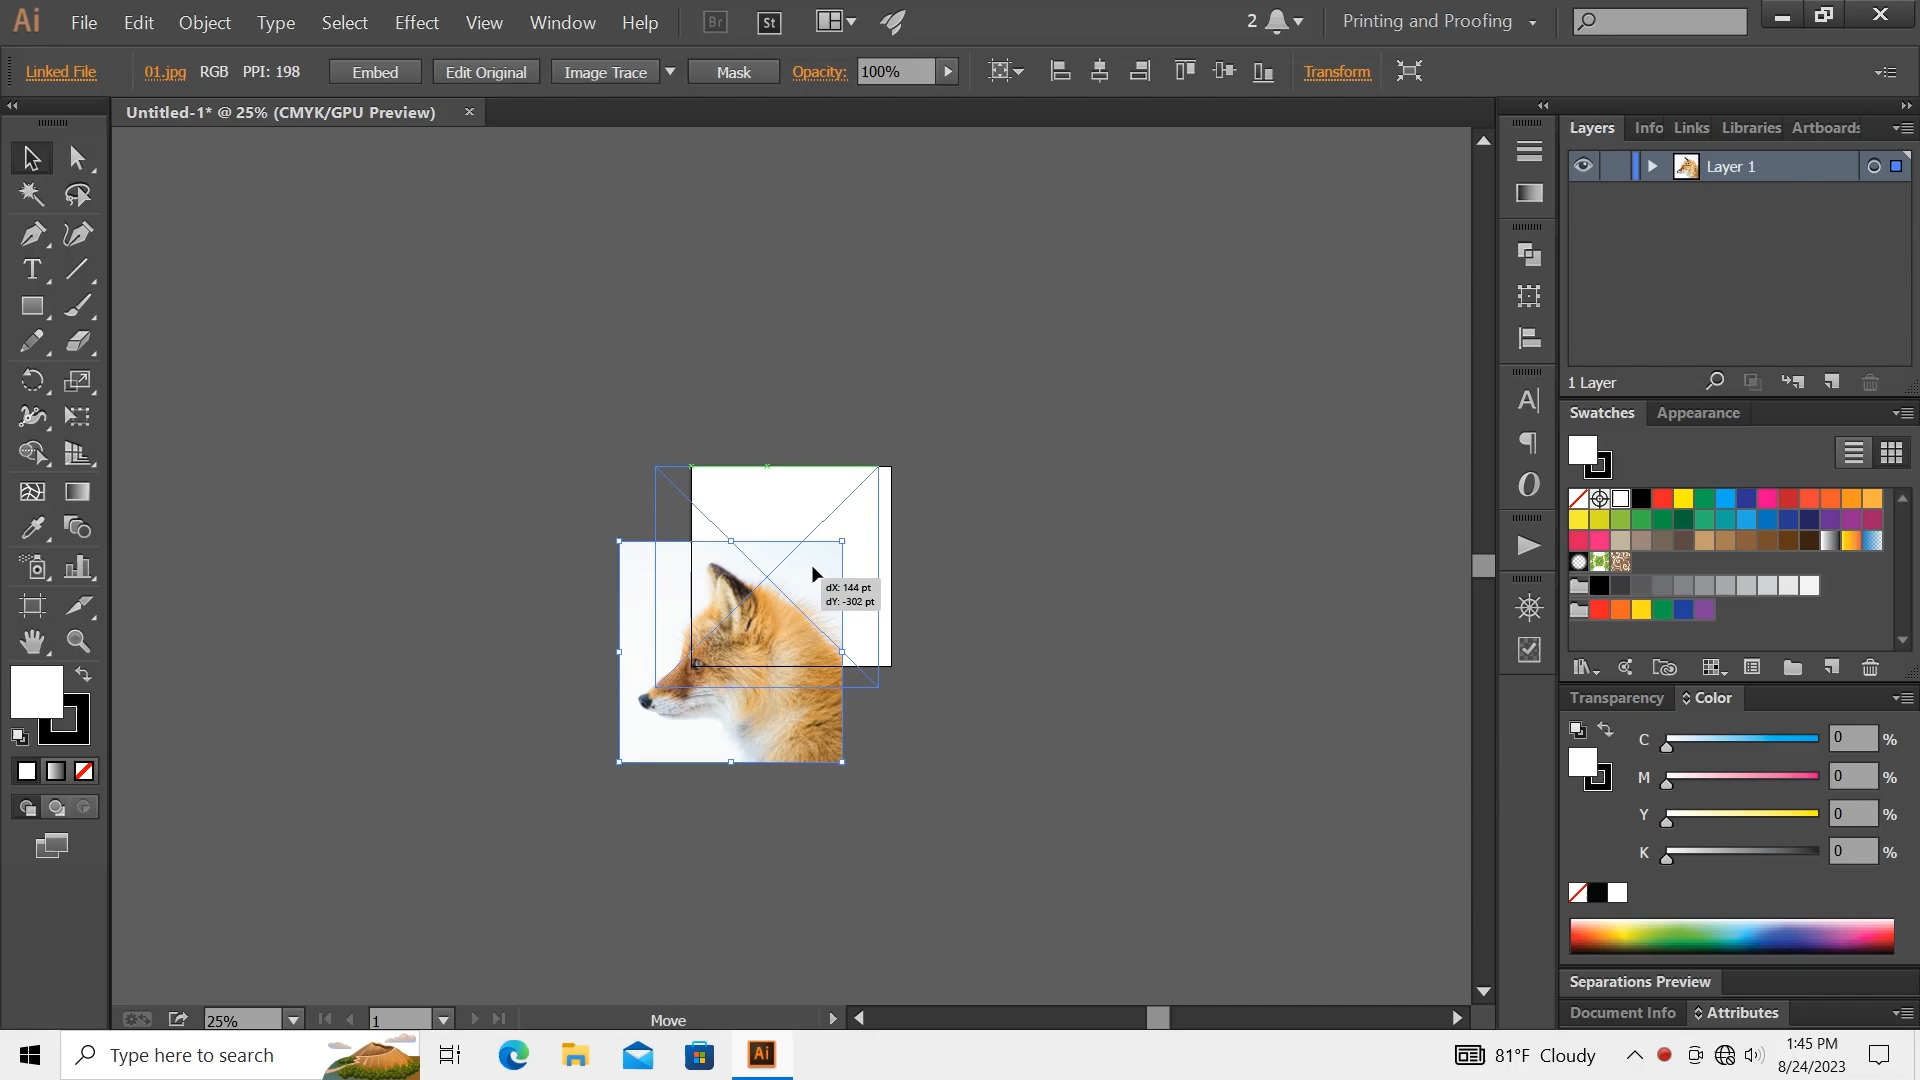 Ai File Edit Object Type Select Effect View Window Help Br St 2 Printing and Proofing
Linked File 01.jpg RGB PPI: 198 Embed Edit Original Image Trace Mask Opacity: 100% Transform
Untitled-1* @ 25% (CMYK/GPU Preview) ×
Layers Info Links Libraries Artboards
Layer 1
1 Layer
Swatches Appearance
dX: 144 pt
dY: -302 pt
Transparency Color
C 0 %
M 0 %
Y 0 %
K 0 %
Separations Preview
Document Info Attributes
25% 1 Move
Type here to search
Ai
81°F Cloudy
1:45 PM
8/24/2023